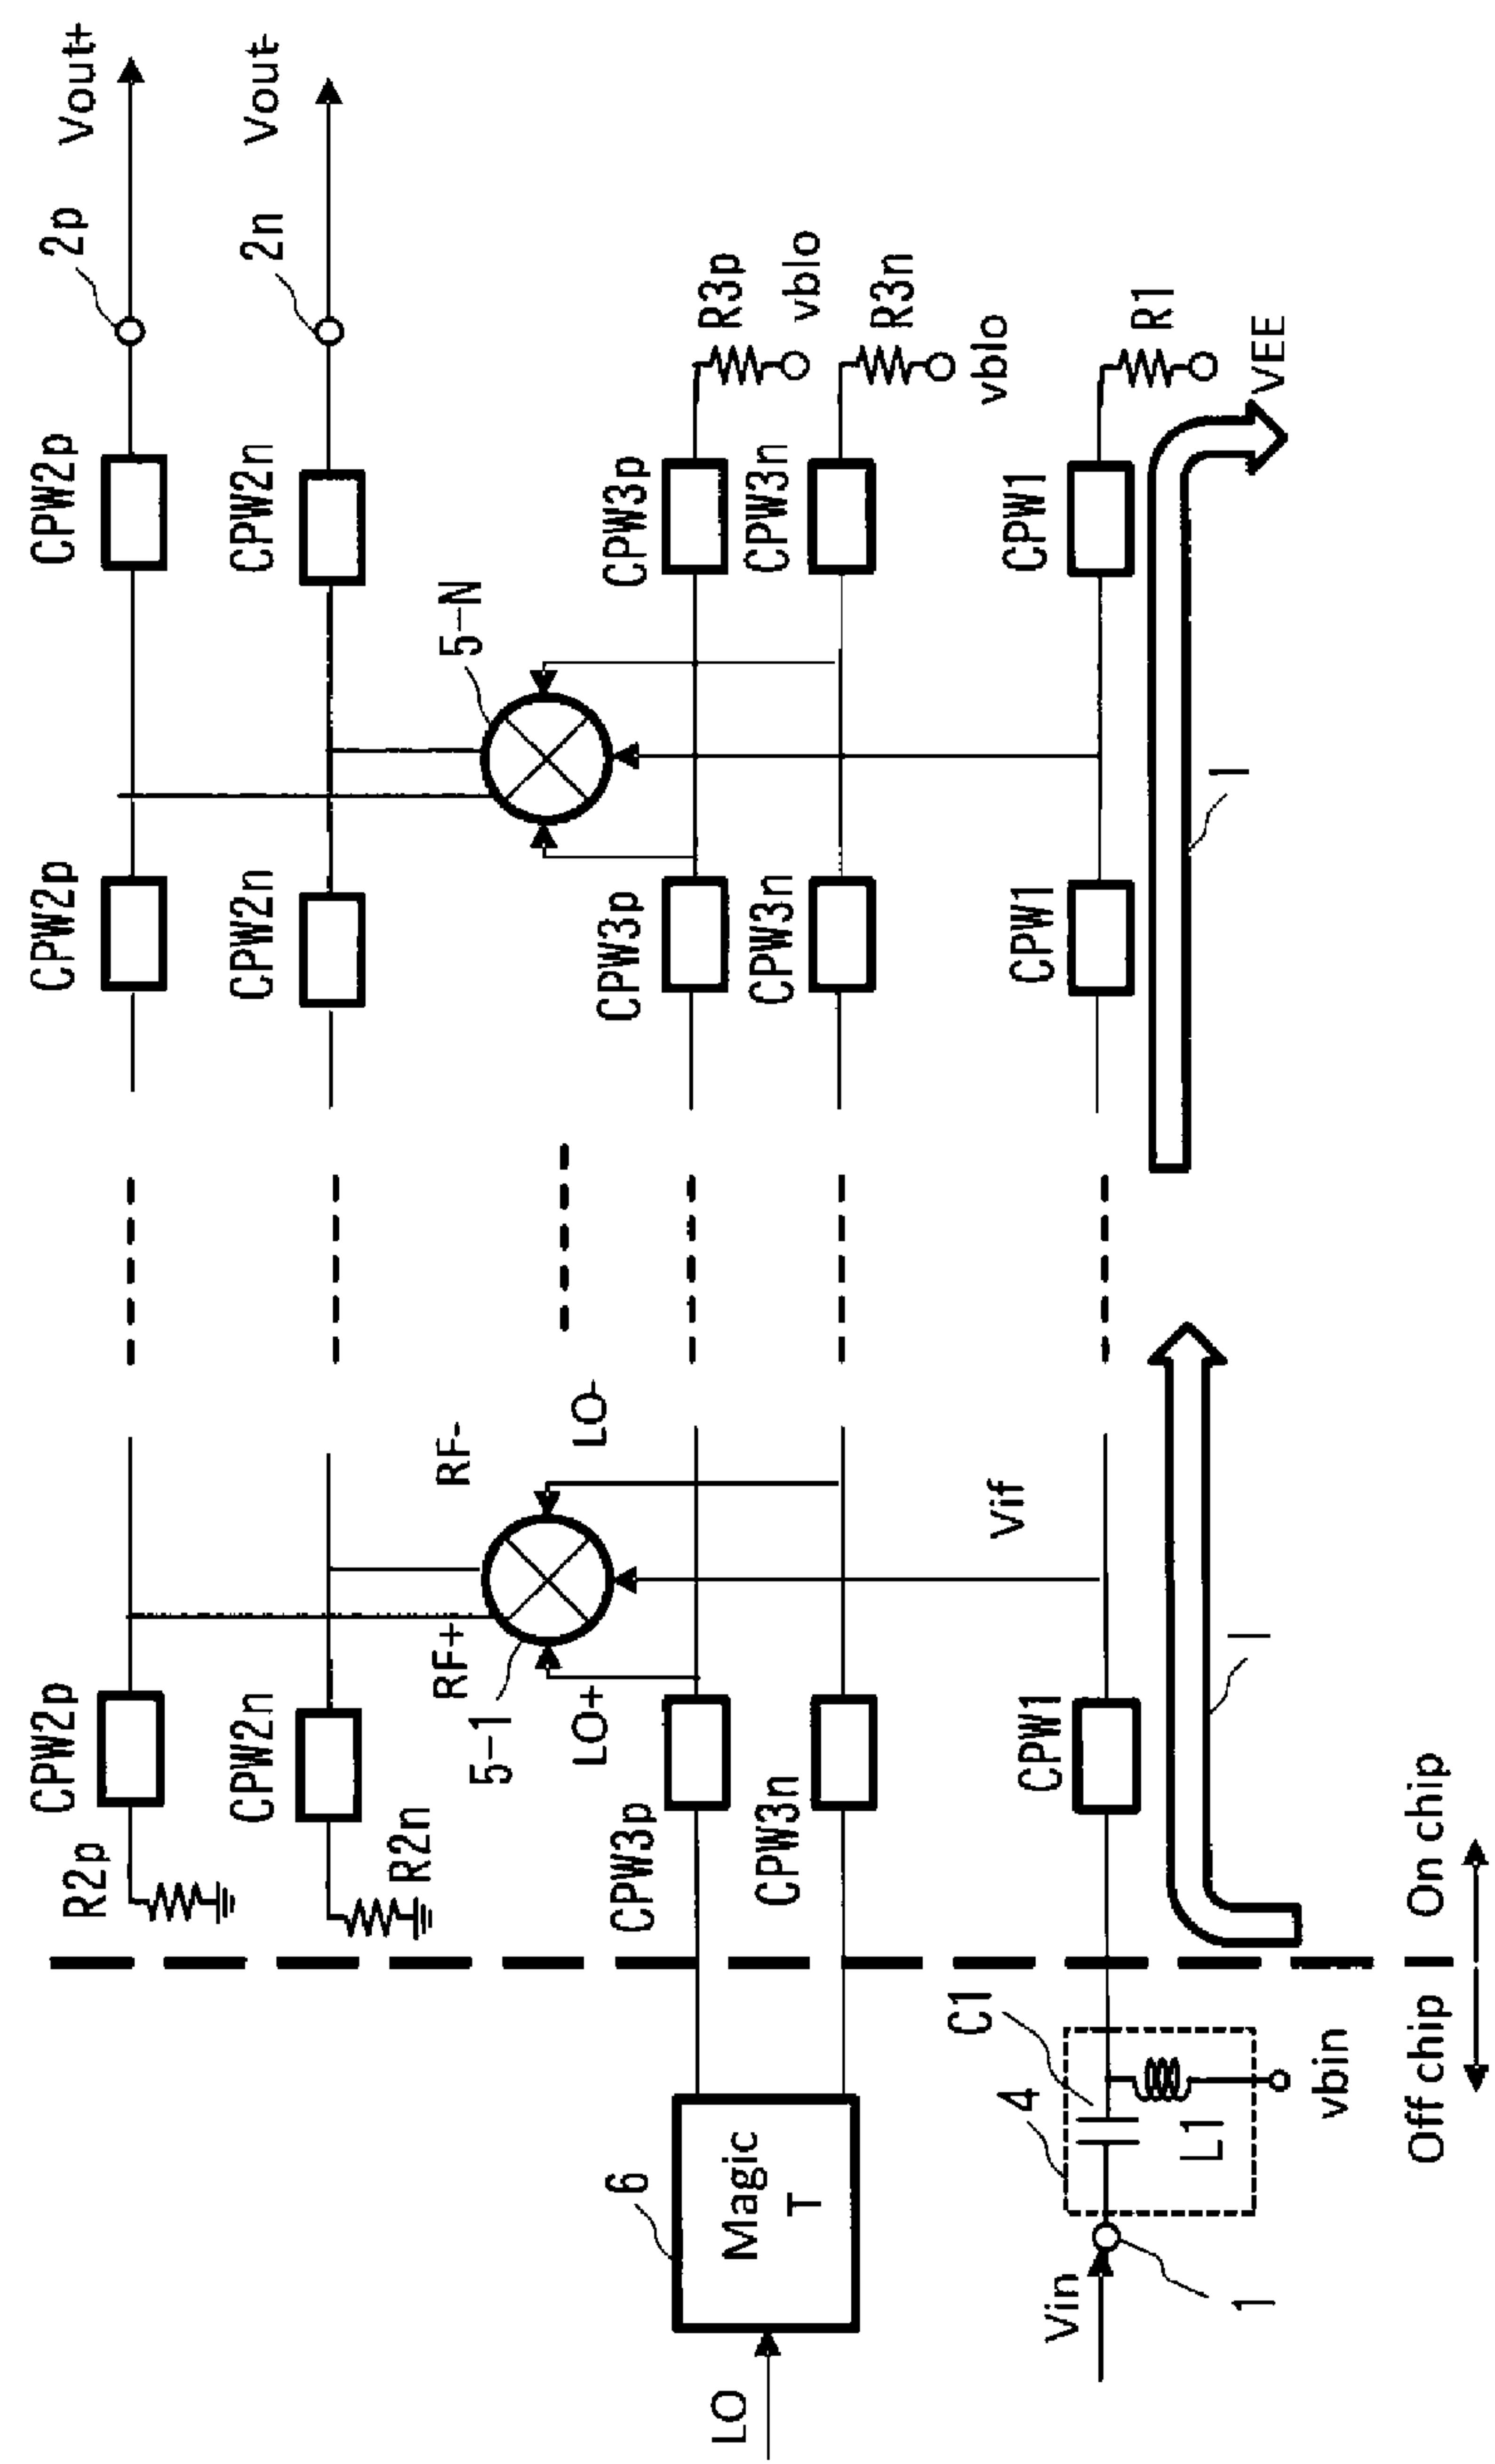 CPW2p
CPW2p
CPW2p
2p
Vout+
R2p
CPW2n
CPW2n
CPW2n
2n
Vout-
R2n
RF+
RF-
5-1
5-N
LO+
LO-
CPW3p
CPW3p
CPW3p
R3p
vblo
6
Magic
T
LO
CPW3n
CPW3n
CPW3n
R3n
vblo
Vif
C1
4
CPW1
CPW1
CPW1
R1
Vin
L1
VEE
1
I
I
vbin
Off chip
On chip